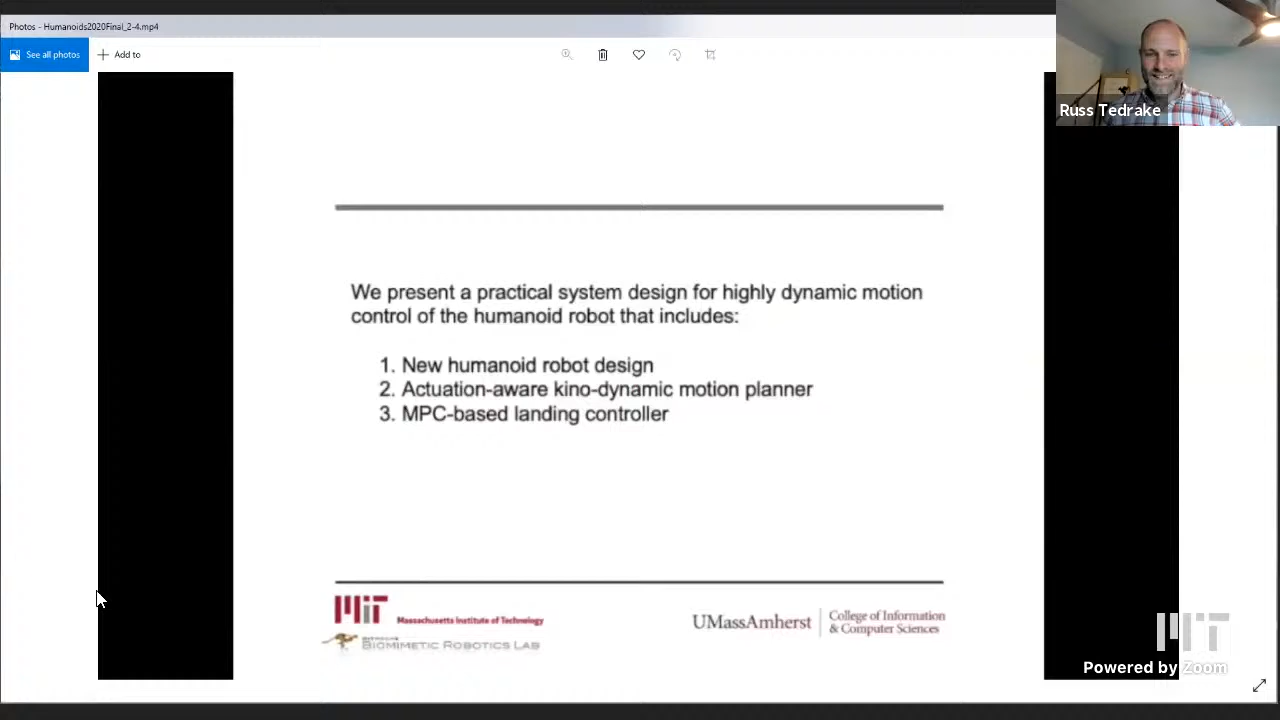 Photos - Humanoids2020Final_2-4.mp4
See all photos
Add to
Russ Tedrake
We present a practical system design for highly dynamic motion
control of the humanoid robot that includes:
1. New humanoid robot design
2. Actuation-aware kino-dynamic motion planner
3. MPC-based landing controller
MIT
Massachusetts Institute of Technology
BIOMIMETIC ROBOTICS LAB
UMassAmherst
College of Information
& Computer Sciences
MIT
Powered by Zoom